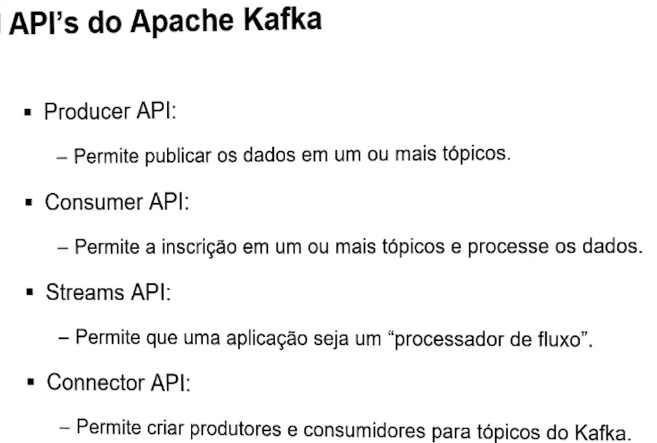 API's do Apache Kafka
▪ Producer API:
– Permite publicar os dados em um ou mais tópicos.
▪ Consumer API:
– Permite a inscrição em um ou mais tópicos e processe os dados.
▪ Streams API:
– Permite que uma aplicação seja um “processador de fluxo”.
▪ Connector API:
– Permite criar produtores e consumidores para tópicos do Kafka.